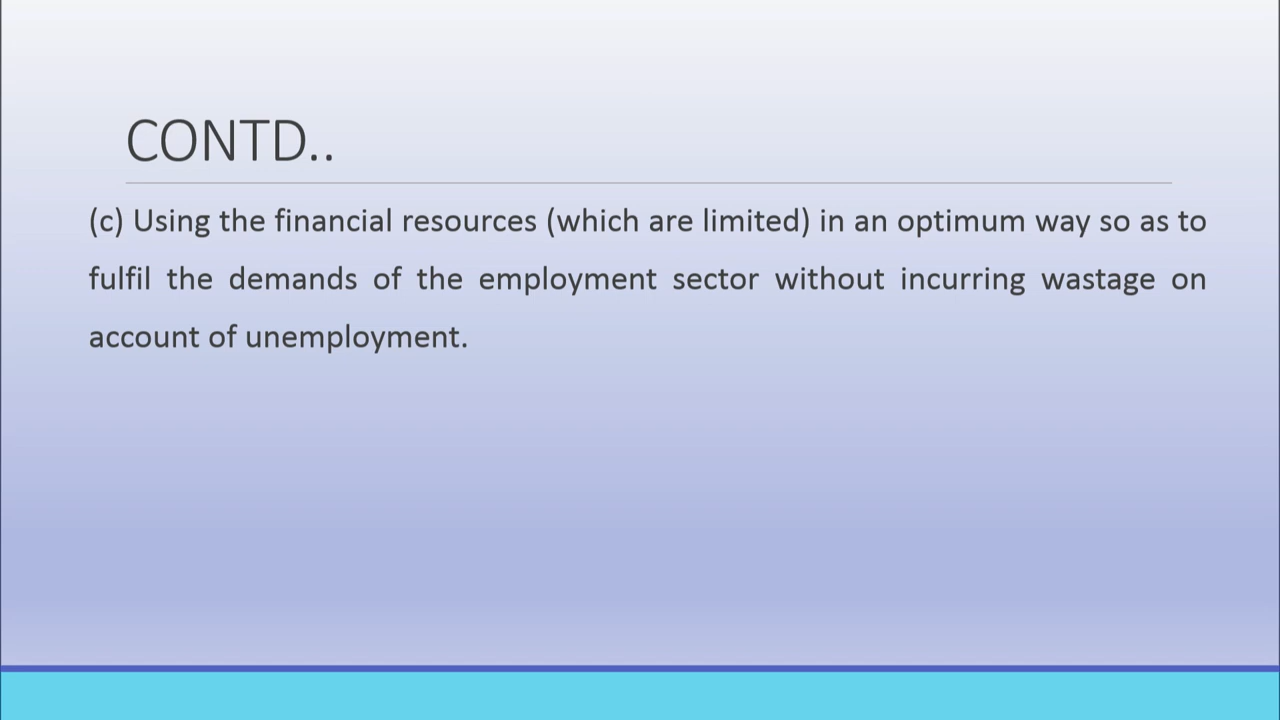 CONTD..
(c) Using the financial resources (which are limited) in an optimum way so as to
fulfil the demands of the employment sector without incurring wastage on
account of unemployment.